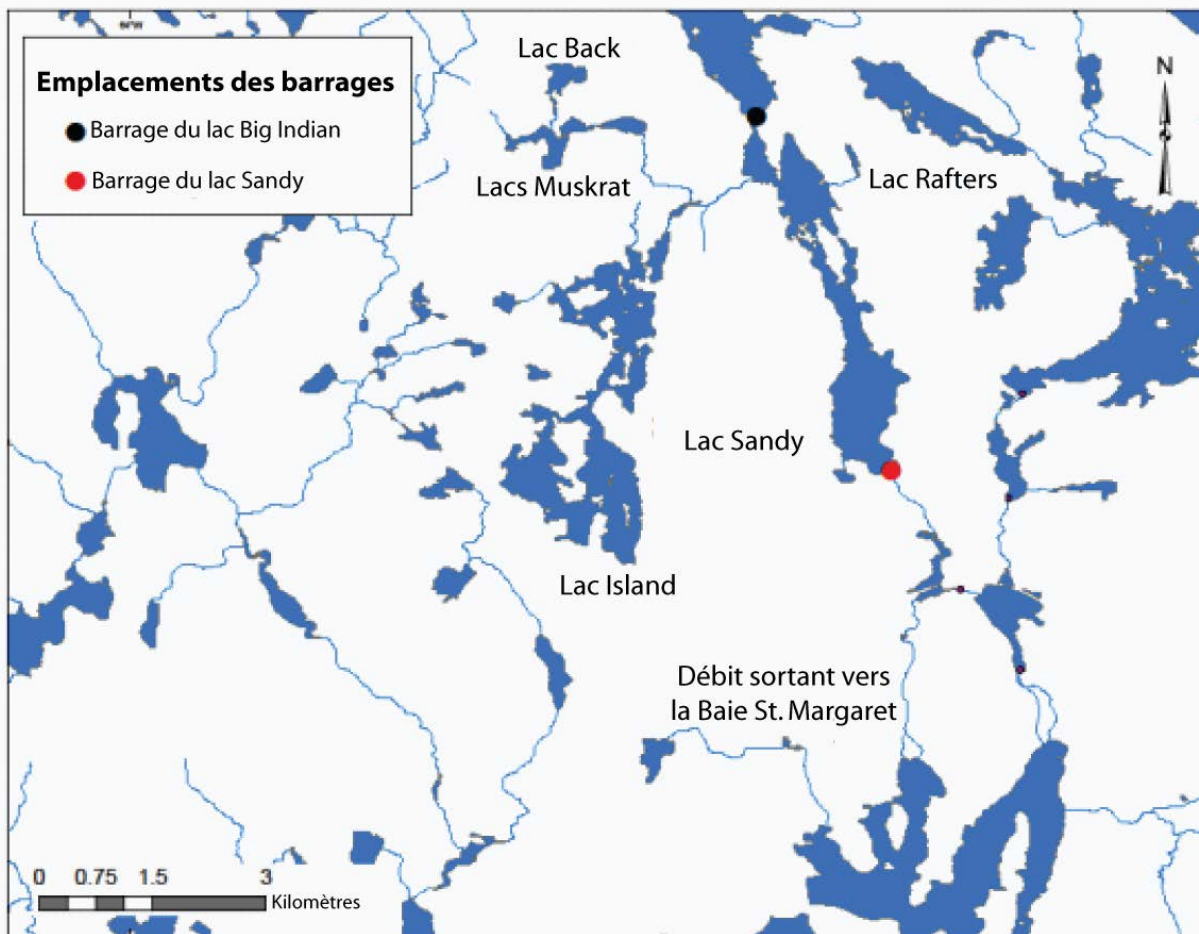 Emplacements des barrages
Barrage du lac Big Indian
Barrage du lac Sandy
Lac Back
Lacs Muskrat
Lac Rafters
N
Lac Sandy
Lac Island
Débit sortant vers
la Baie St. Margaret
0 0.75 1.5 3
Kilomètres